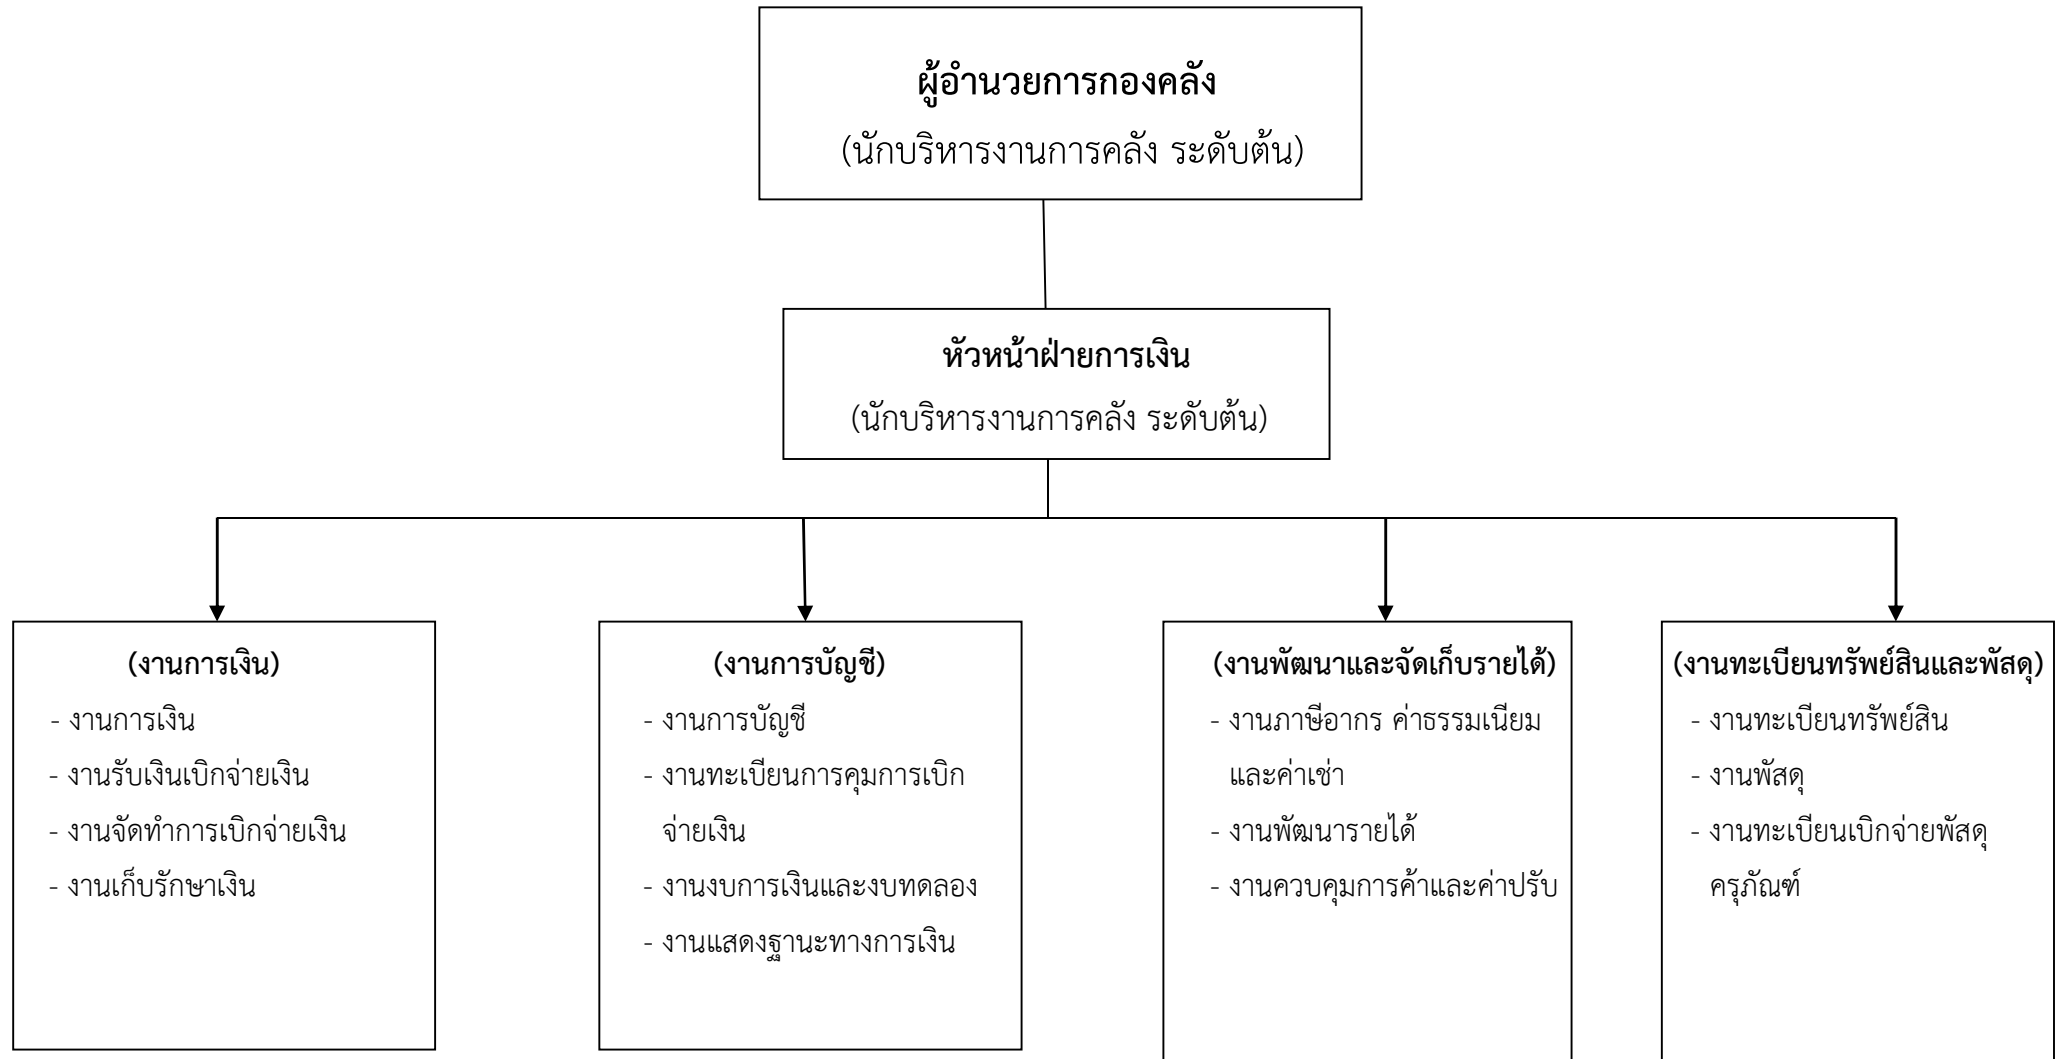 ผู้อำนวยการกองคลัง
(นักบริหารงานการคลัง ระดับต้น)
หัวหน้าฝ่ายการเงิน
(นักบริหารงานการคลัง ระดับต้น)
(งานการเงิน)
- งานการเงิน
- งานรับเงินเบิกจ่ายเงิน
- งานจัดทำการเบิกจ่ายเงิน
- งานเก็บรักษาเงิน
(งานการบัญชี)
- งานการบัญชี
- งานทะเบียนการคุมการเบิก
จ่ายเงิน
- งานงบการเงินและงบทดลอง
- งานแสดงฐานะทางการเงิน
(งานพัฒนาและจัดเก็บรายได้)
- งานภาษีอากร ค่าธรรมเนียม
และค่าเช่า
- งานพัฒนารายได้
- งานควบคุมการค้าและค่าปรับ
(งานทะเบียนทรัพย์สินและพัสดุ)
- งานทะเบียนทรัพย์สิน
- งานพัสดุ
- งานทะเบียนเบิกจ่ายพัสดุ
ครุภัณฑ์